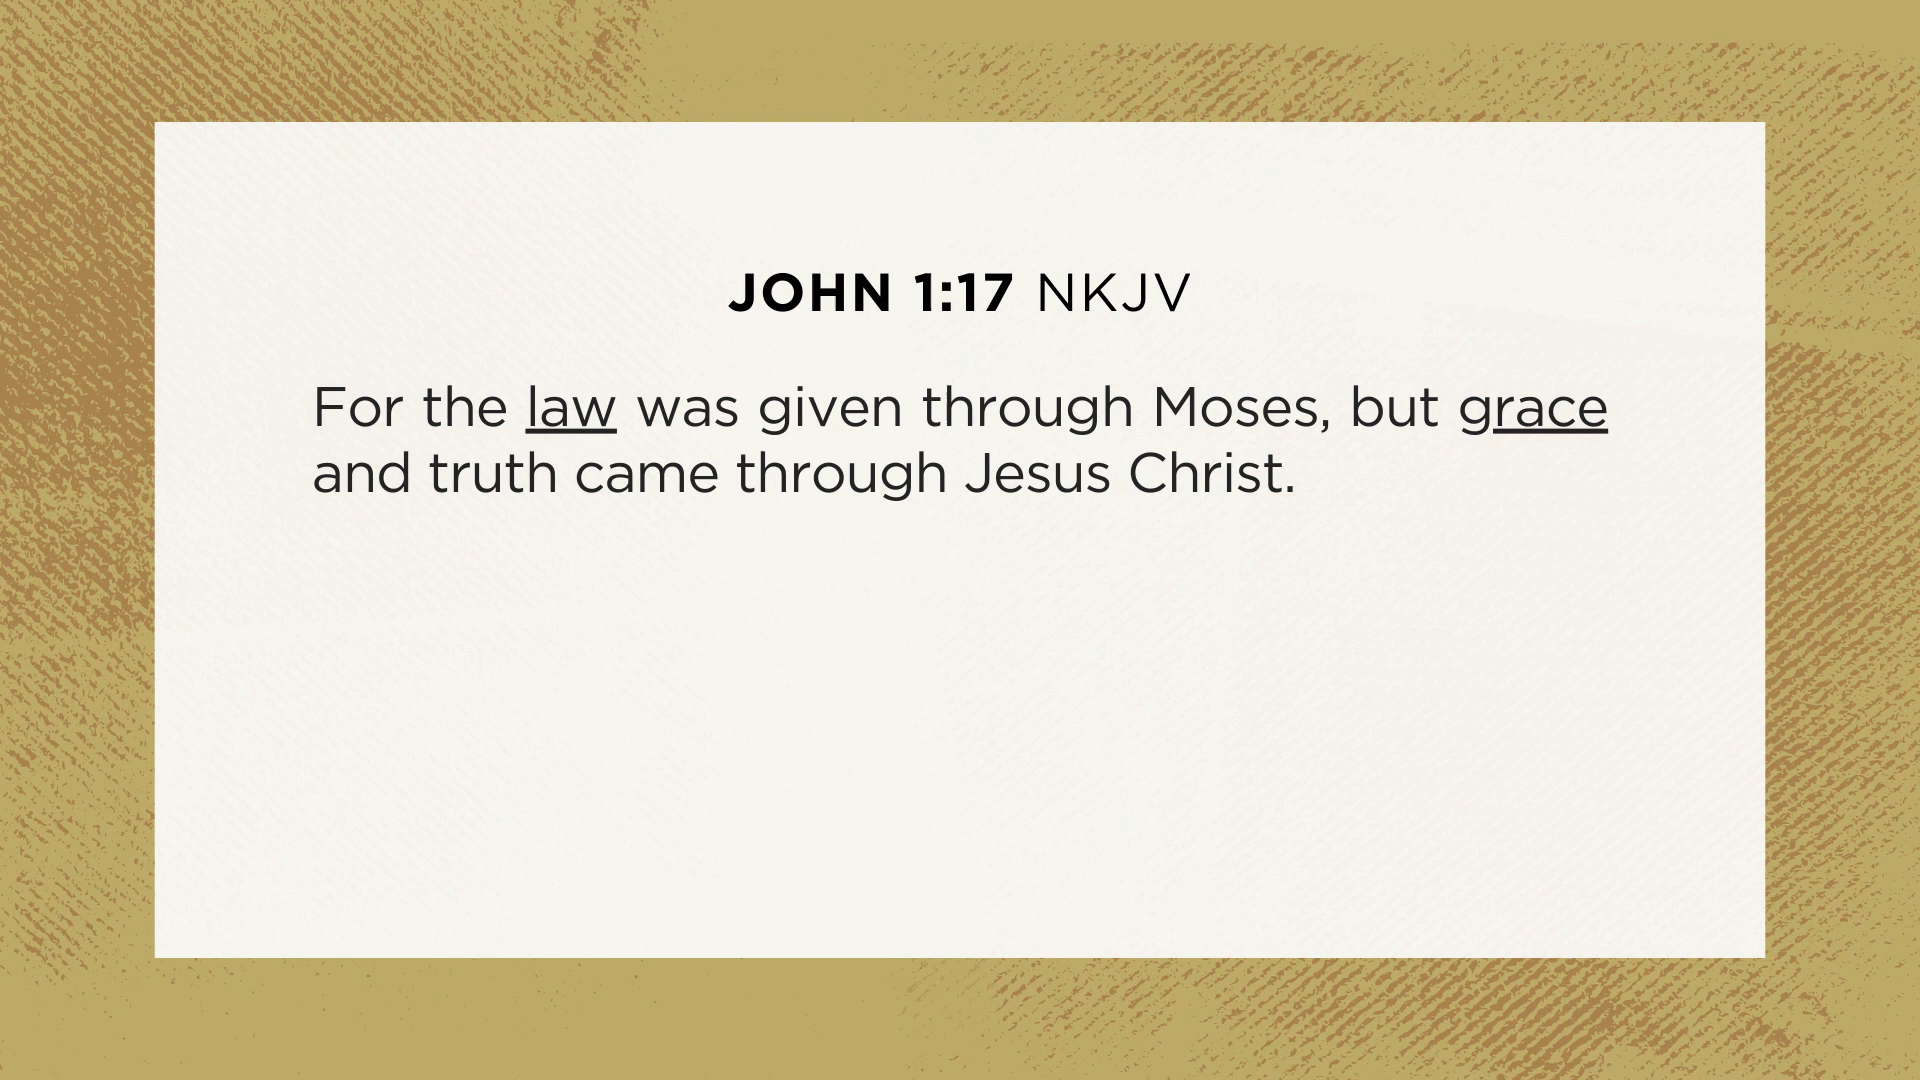 JOHN 1:17 NKJV
For the law was given through Moses, but grace
and truth came through Jesus Christ.